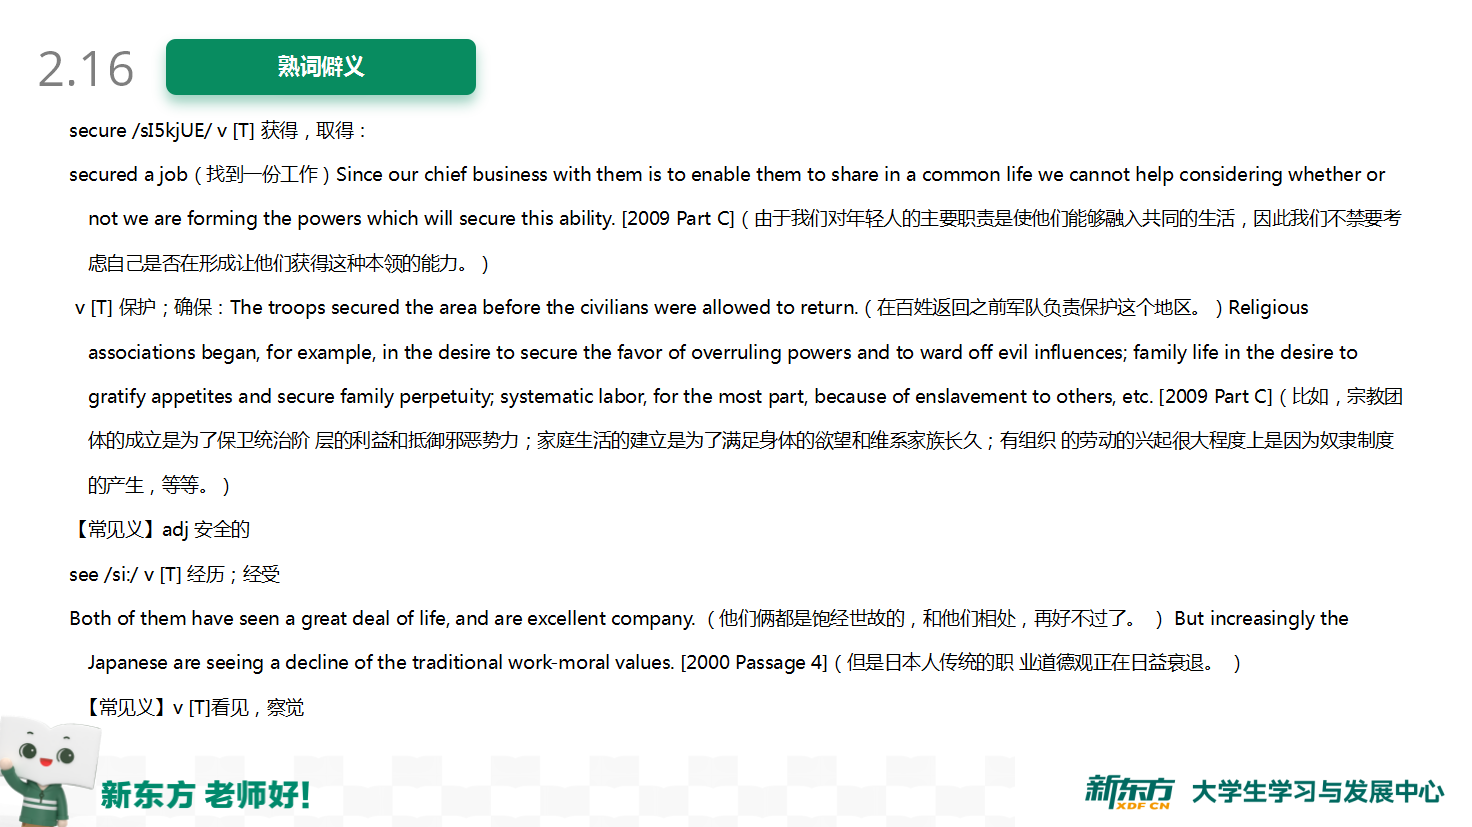 2.16
熟词僻义
secure /sI5kjUE/ v [T] 获得，取得：
secured a job（找到一份工作）Since our chief business with them is to enable them to share in a common life we cannot help considering whether or
not we are forming the powers which will secure this ability. [2009 Part C]（由于我们对年轻人的主要职责是使他们能够融入共同的生活，因此我们不禁要考
虑自己是否在形成让他们获得这种本领的能力。）
v [T] 保护；确保：The troops secured the area before the civilians were allowed to return.（在百姓返回之前军队负责保护这个地区。）Religious
associations began, for example, in the desire to secure the favor of overruling powers and to ward off evil influences; family life in the desire to
gratify appetites and secure family perpetuity; systematic labor, for the most part, because of enslavement to others, etc. [2009 Part C]（比如，宗教团
体的成立是为了保卫统治阶 层的利益和抵御邪恶势力；家庭生活的建立是为了满足身体的欲望和维系家族长久；有组织 的劳动的兴起很大程度上是因为奴隶制度
的产生，等等。）
【常见义】adj 安全的
see /si:/ v [T] 经历；经受
Both of them have seen a great deal of life, and are excellent company. （他们俩都是饱经世故的，和他们相处，再好不过了。 ） But increasingly the
Japanese are seeing a decline of the traditional work-moral values. [2000 Passage 4]（但是日本人传统的职 业道德观正在日益衰退。 ）
【常见义】v [T]看见，察觉
新东方 老师好!
新东方 XDF.CN 大学生学习与发展中心